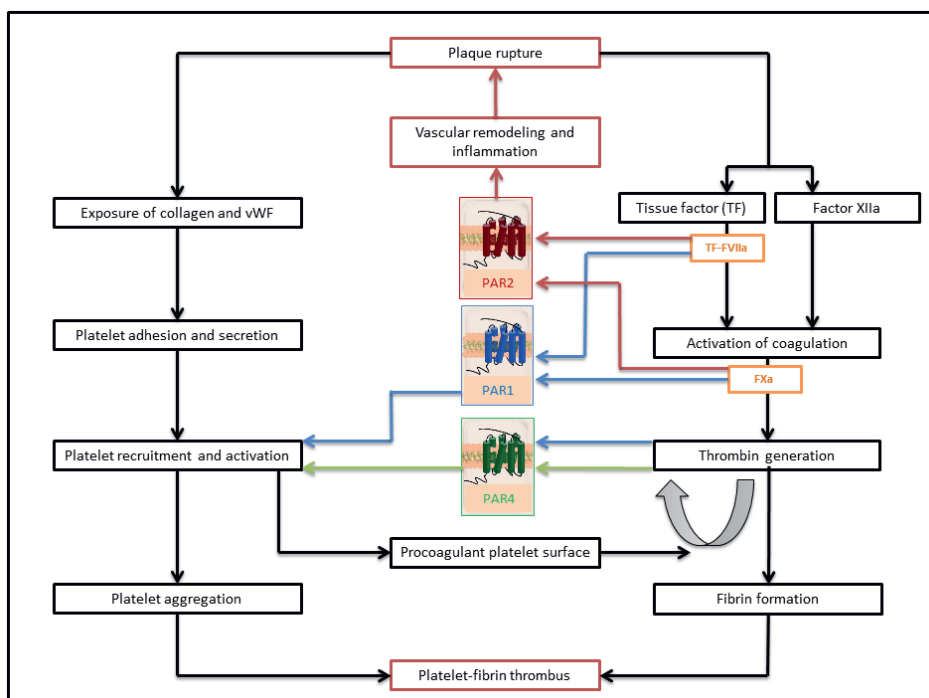 Plaque rupture
Vascular remodeling and
inflammation
Exposure of collagen and vWF
Tissue factor (TF)
Factor XIIa
TF-FVIIa
PAR2
Platelet adhesion and secretion
Activation of coagulation
FXa
PAR1
Platelet recruitment and activation
Thrombin generation
PAR4
Procoagulant platelet surface
Platelet aggregation
Fibrin formation
Platelet-fibrin thrombus